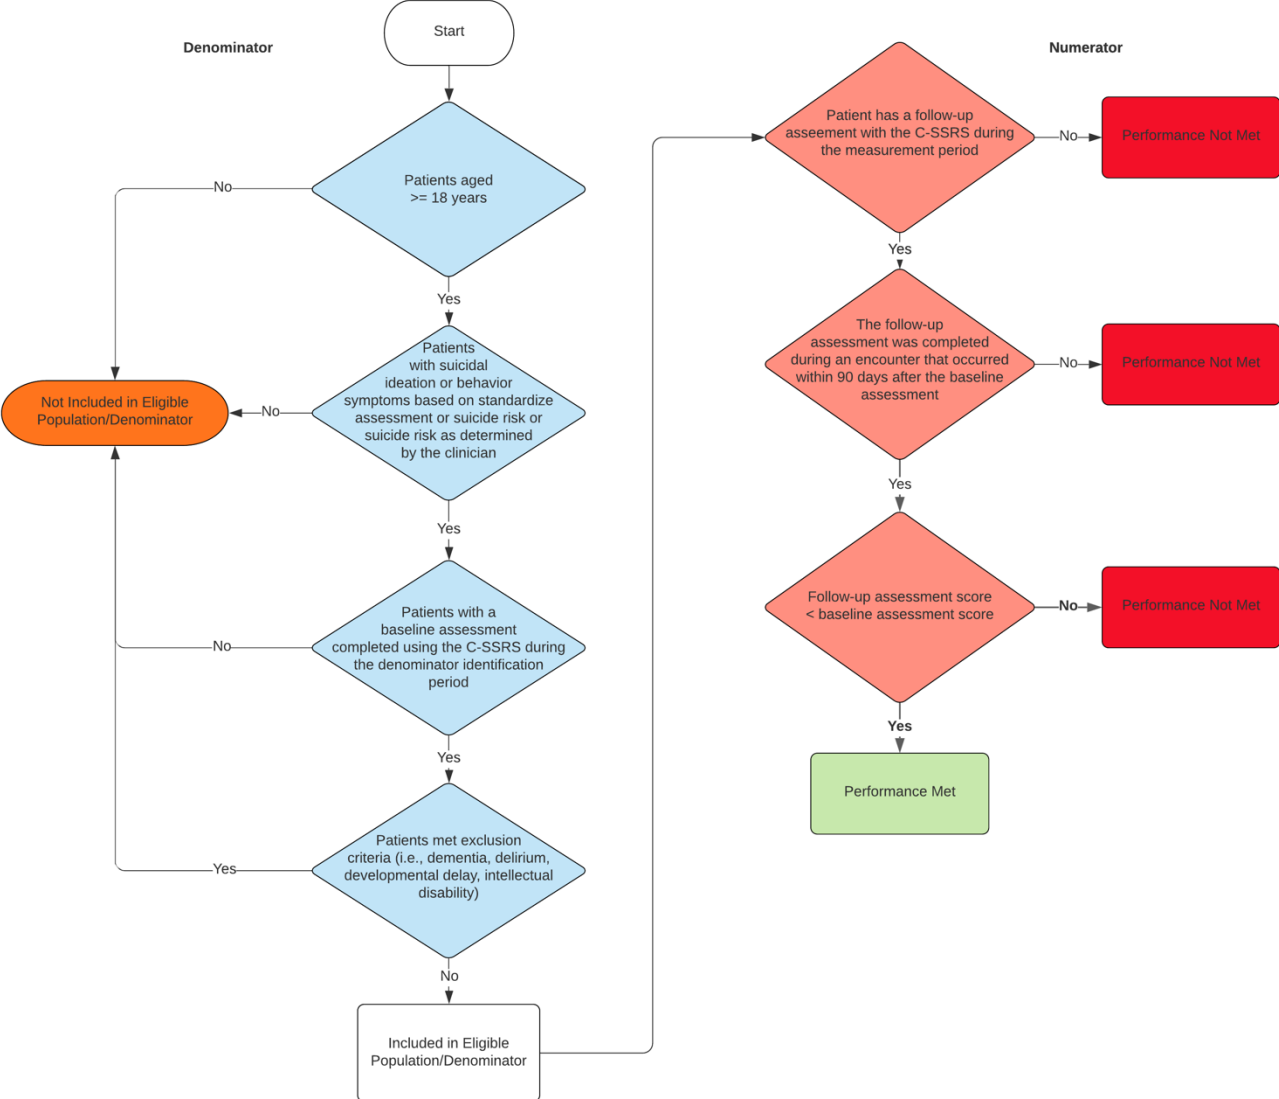 Denominator
Start
Patients aged
>= 18 years
No
Yes
Patients
with suicidal
ideation or behavior
symptoms based on standardize
assessment or suicide risk or
suicide risk as determined
by the clinician
No
Not Included in Eligible
Population/Denominator
Yes
Patients with a
baseline assessment
completed using the C-SSRS during
the denominator identification
period
No
Yes
Patients met exclusion
criteria (i.e., dementia, delirium,
developmental delay, intellectual
disability)
Yes
No
Included in Eligible
Population/Denominator
Numerator
Patient has a follow-up
asseement with the C-SSRS during
the measurement period
No
Performance Not Met
Yes
The follow-up
assessment was completed
during an encounter that occurred
within 90 days after the baseline
assessment
No
Performance Not Met
Yes
Follow-up assessment score
< baseline assessment score
No
Performance Not Met
Yes
Performance Met